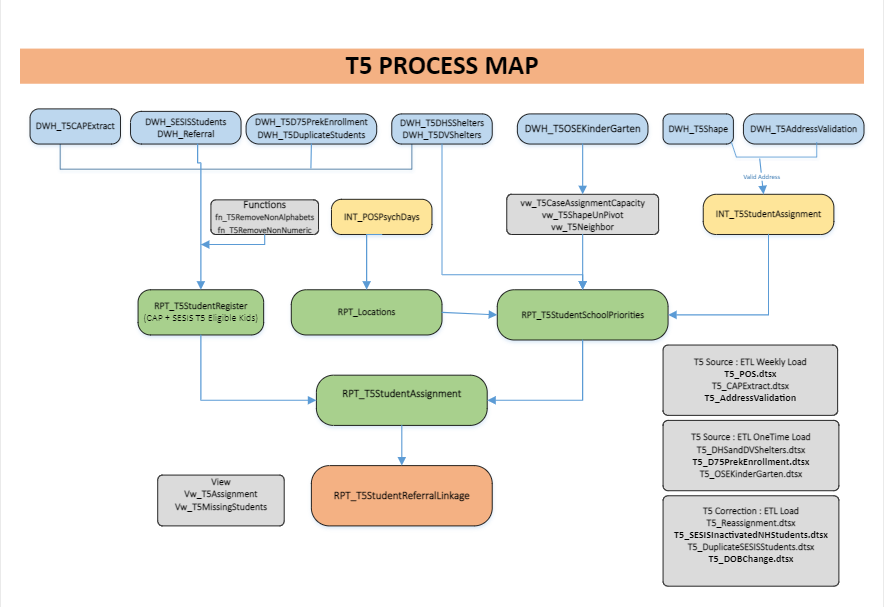 T5 PROCESS MAP
DWH_T5CAPExtract
DWH_SESISStudents
DWH_Referral
DWH_T5D75PrekEnrollment
DWH_T5DuplicateStudents
DWH_T5DHSShelters
DWH_T5DVShelters
DWH_T5OSEKinderGarten
DWH_T5Shape
DWH_T5AddressValidation
Valid Address
Functions
fn_T5RemoveNonAlphabets
fn_T5RemoveNonNumeric
INT_POSPsychDays
vw_T5CaseAssignmentCapacity
vw_T5ShapeUnPivot
vw_T5Neighbor
INT_T5StudentAssignment
RPT_T5StudentRegister
(CAP + SESIS T5 Eligible Kids)
RPT_Locations
RPT_T5StudentSchoolPriorities
T5 Source : ETL Weekly Load
T5_POS.dtsx
T5_CAPExtract.dtsx
T5_AddressValidation
RPT_T5StudentAssignment
T5 Source : ETL OneTime Load
T5_DHSandDVShelters.dtsx
T5_D75PrekEnrollment.dtsx
T5_OSEKinderGarten.dtsx
View
Vw_T5Assignment
Vw_T5MissingStudents
RPT_T5StudentReferralLinkage
T5 Correction : ETL Load
T5_Reassignment.dtsx
T5_SESISInactivatedNHStudents.dtsx
T5_DuplicateSESISStudents.dtsx
T5_DOBChange.dtsx